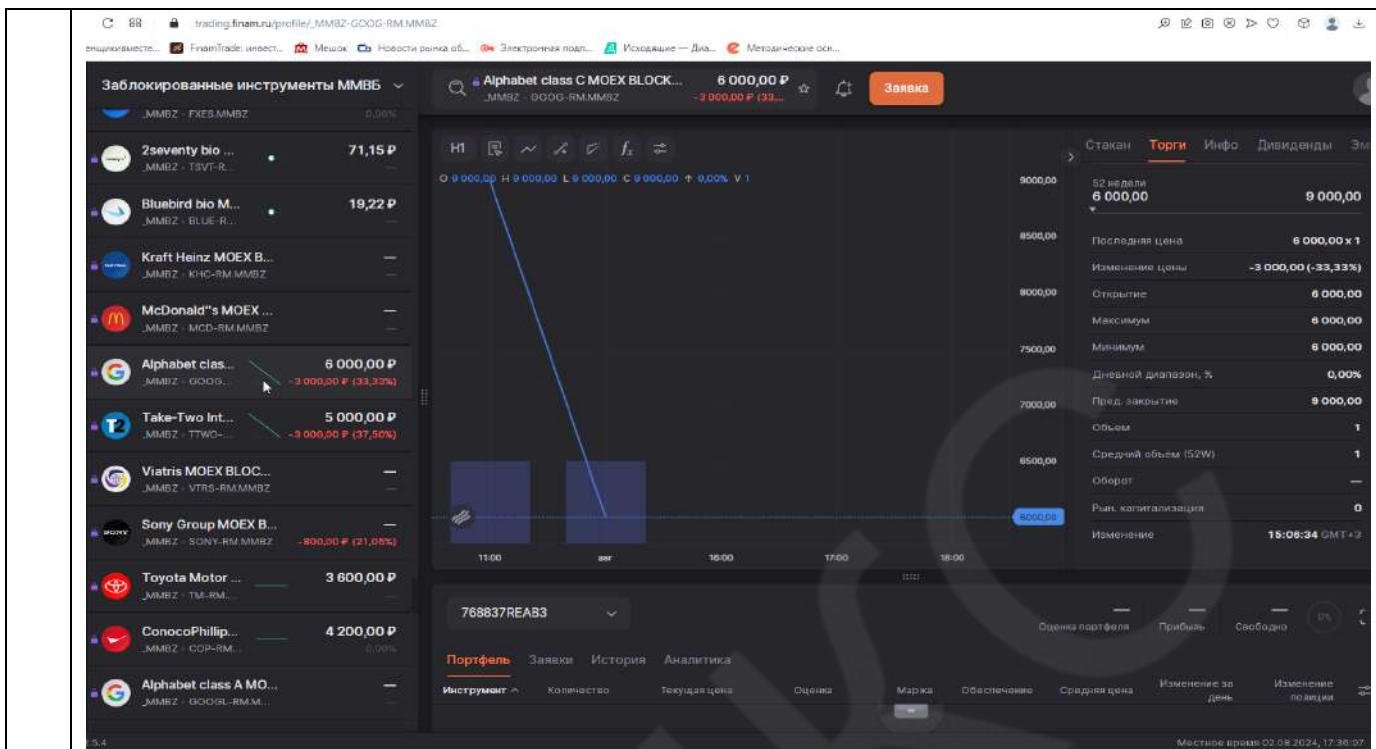 trading.finam.ru/profile/_MMBZ-GOOG-RM.MMBZ
енщикивместе... FinamTrade: инвест... Мешок Новости рынка об... Электронная подп... Исходящие — Диа... Методические осн...
Заблокированные инструменты ММВБ
Alphabet class C MOEX BLOCK... 6 000,00 ₽
_MMBZ - GOOG-RM.MMBZ -3 000,00 ₽ (33...
Заявка
_MMBZ - FXES.MMBZ 0,00%
2seventy bio ... 71,15 ₽
_MMBZ - TSVT-R... —
Bluebird bio M... 19,22 ₽
_MMBZ - BLUE-R... —
Kraft Heinz MOEX B... —
_MMBZ - KHC-RM.MMBZ —
McDonald"s MOEX ... —
_MMBZ - MCD-RM.MMBZ —
Alphabet clas... 6 000,00 ₽
_MMBZ - GOOG... -3 000,00 ₽ (33,33%)
Take-Two Int... 5 000,00 ₽
_MMBZ - TTWO-... -3 000,00 ₽ (37,50%)
Viatris MOEX BLOC... —
_MMBZ - VTRS-RM.MMBZ —
Sony Group MOEX B... —
_MMBZ - SONY-RM.MMBZ -800,00 ₽ (21,05%)
Toyota Motor ... 3 600,00 ₽
_MMBZ - TM-RM... —
ConocoPhillip... 4 200,00 ₽
_MMBZ - COP-RM... 0,00%
Alphabet class A MO... —
_MMBZ - GOOGL-RM.M... —
H1
O 9 000,00 H 9 000,00 L 9 000,00 C 9 000,00 ↑ 0,00% V 1
9000,00
8500,00
8000,00
7500,00
7000,00
6500,00
6000,00
11:00 авг 16:00 17:00 18:00
Стакан Торги Инфо Дивиденды Эм
52 недели
6 000,00 9 000,00
Последняя цена 6 000,00 x 1
Изменение цены -3 000,00 (-33,33%)
Открытие 6 000,00
Максимум 6 000,00
Минимум 6 000,00
Дневной диапазон, % 0,00%
Пред. закрытие 9 000,00
Объем 1
Средний объем (52W) 1
Оборот —
Рын. капитализация 0
Изменение 15:06:34 GMT+3
768837REAB3
Оценка портфеля Прибыль Свободно 0%
Портфель Заявки История Аналитика
Инструмент Количество Текущая цена Оценка Маржа Обеспечение Средняя цена Изменение за день Изменение позиции
2.5.4
Местное время 02.08.2024, 17:36:07